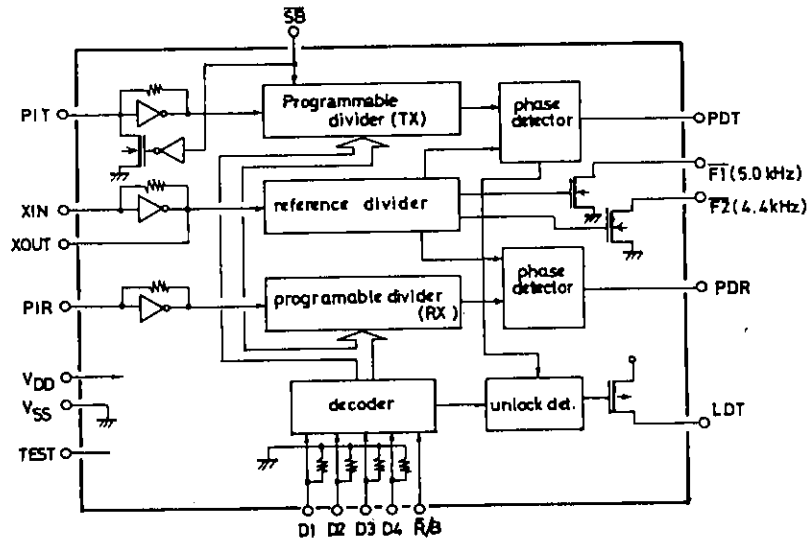 SB
PIT
Programmable
divider (TX)
phase
detector
PDT
F1 (5.0 kHz)
F2 (4.4 kHz)
XIN
reference divider
XOUT
phase
detector
PDR
PIR
programable divider
(RX)
VDD
VSS
decoder
unlock det.
LDT
TEST
D1 D2 D3 D4 R/B